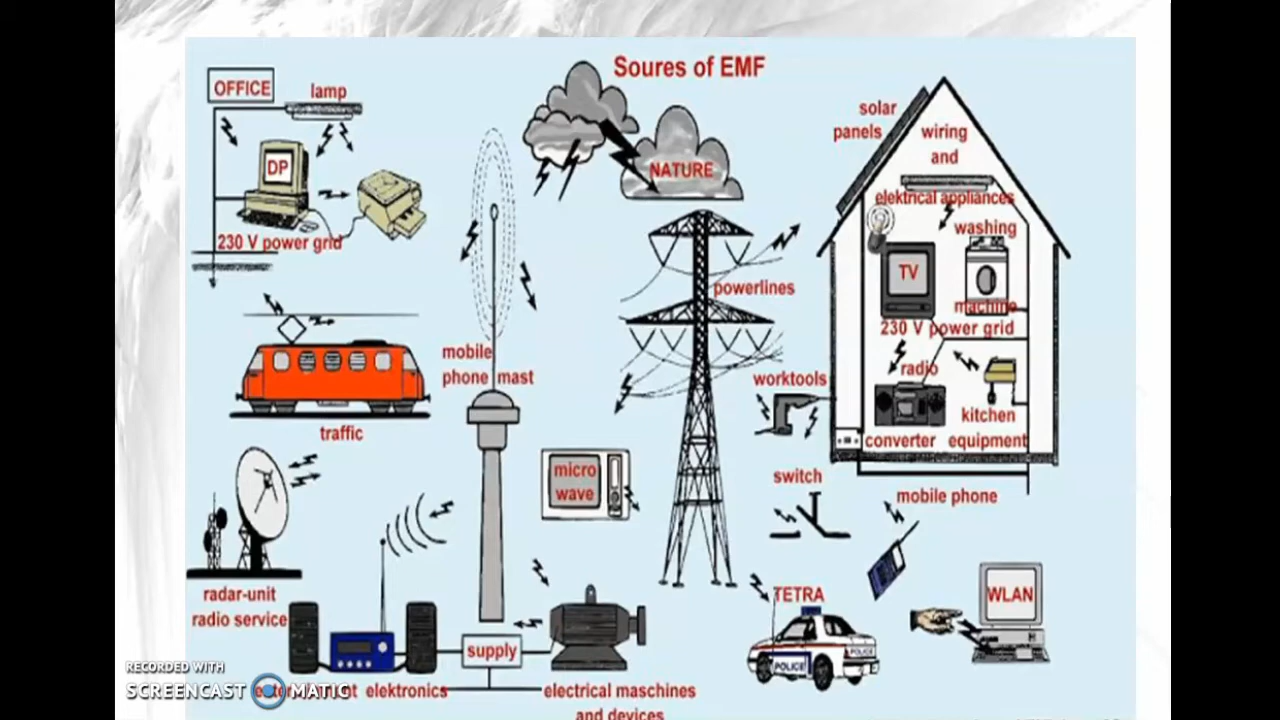 Soures of EMF
OFFICE
lamp
DP
230 V power grid
NATURE
solar
panels
wiring
and
elektrical appliances
washing
TV
machine
230 V power grid
radio
kitchen
converter equipment
powerlines
mobile
phone mast
worktools
traffic
micro
wave
switch
mobile phone
radar-unit
radio service
TETRA
POLICE
POLICE
WLAN
supply
elektronics
electrical maschines
and devices
RECORDED WITH
SCREENCAST MATIC